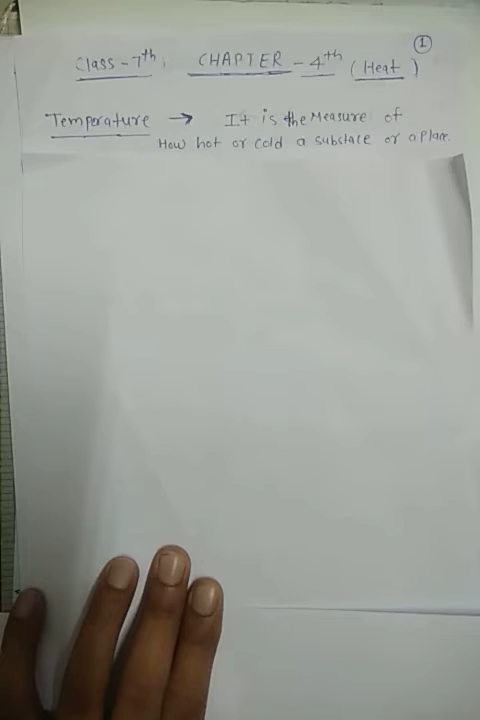 1
Class-7th, CHAPTER - 4th (Heat)
Temperature → It is the Measure of
How hot or cold a substace or a place.